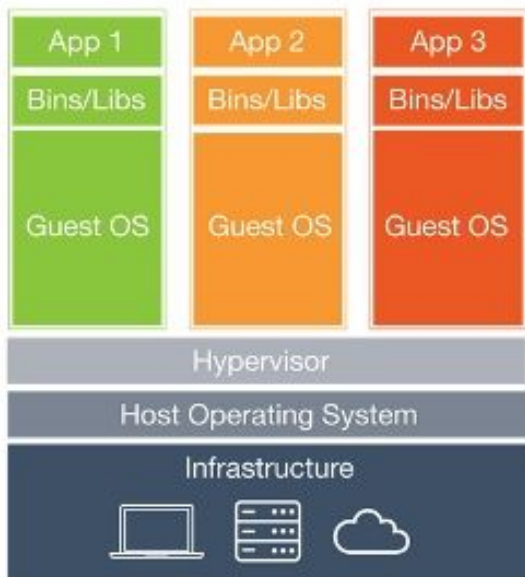 App 1
App 2
App 3
Bins/Libs
Bins/Libs
Bins/Libs
Guest OS
Guest OS
Guest OS
Hypervisor
Host Operating System
Infrastructure